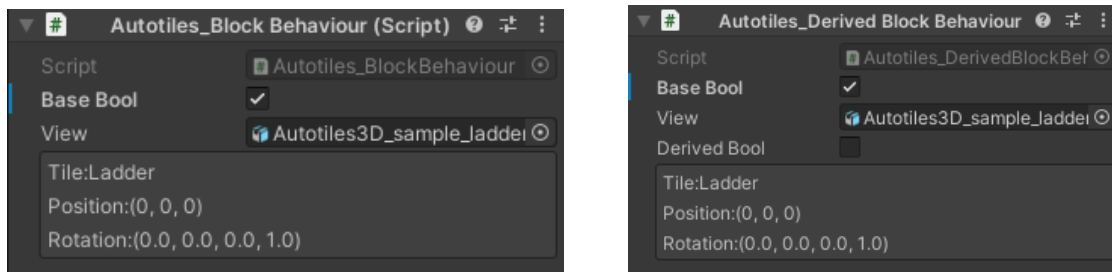 Autotiles_Block Behaviour (Script)
Script Autotiles_BlockBehaviour
Base Bool
View Autotiles3D_sample_ladder
Tile:Ladder
Position:(0, 0, 0)
Rotation:(0.0, 0.0, 0.0, 1.0)
Autotiles_Derived Block Behaviour
Script Autotiles_DerivedBlockBeh
Base Bool
View Autotiles3D_sample_ladder
Derived Bool
Tile:Ladder
Position:(0, 0, 0)
Rotation:(0.0, 0.0, 0.0, 1.0)